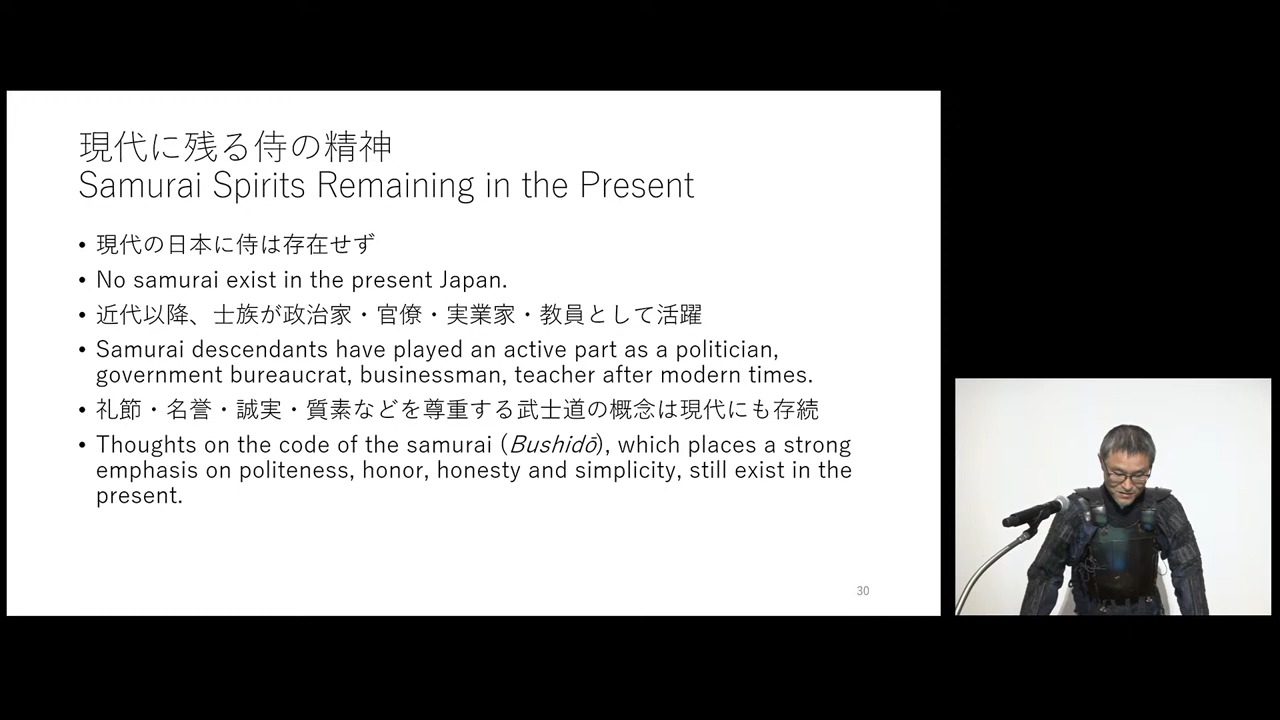 現代に残る侍の精神
Samurai Spirits Remaining in the Present
• 現代の日本に侍は存在せず
• No samurai exist in the present Japan.
• 近代以降、士族が政治家・官僚・実業家・教員として活躍
• Samurai descendants have played an active part as a politician,
government bureaucrat, businessman, teacher after modern times.
• 礼節・名誉・誠実・質素などを尊重する武士道の概念は現代にも存続
• Thoughts on the code of the samurai (Bushidō), which places a strong
emphasis on politeness, honor, honesty and simplicity, still exist in the
present.
30